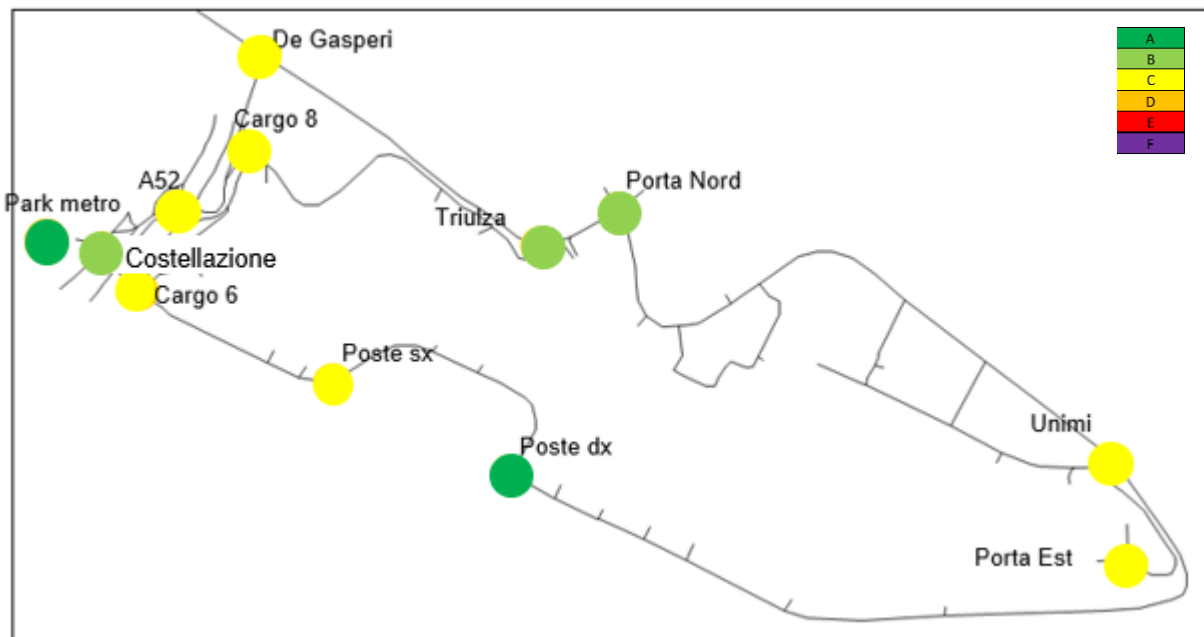 De Gasperi
A
B
C
D
E
F
Cargo 8
A52
Porta Nord
Park metro
Triulza
Costellazione
Cargo 6
Poste sx
Unimi
Poste dx
Porta Est